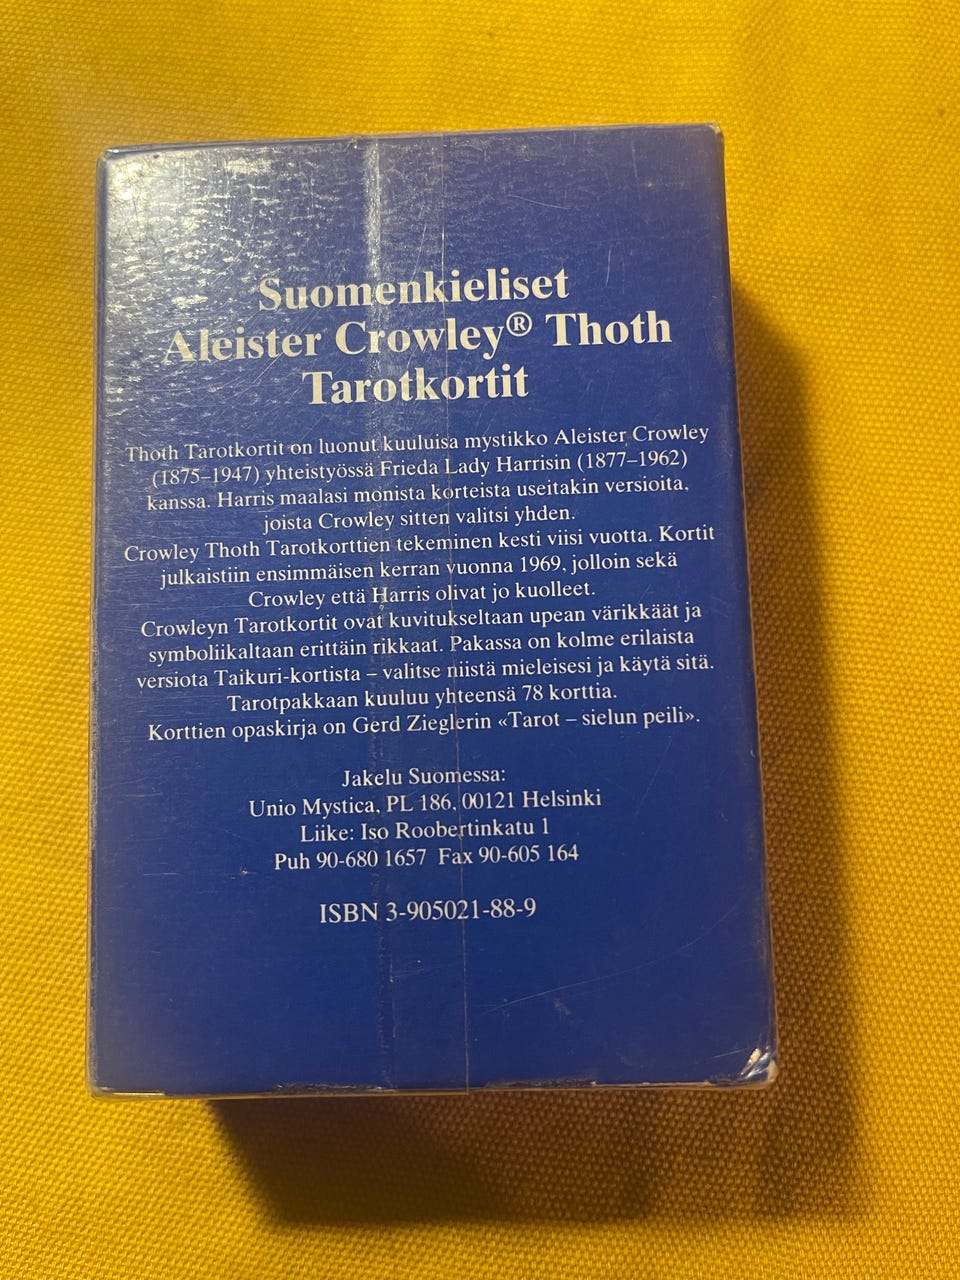 Suomenkieliset
Aleister Crowley® Thoth
Tarotkortit
Thoth Tarotkortit on luonut kuuluisa mystikko Aleister Crowley
(1875–1947) yhteistyössä Frieda Lady Harrisin (1877–1962)
kanssa. Harris maalasi monista korteista useitakin versioita,
joista Crowley sitten valitsi yhden.
Crowley Thoth Tarotkorttien tekeminen kesti viisi vuotta. Kortit
julkaistiin ensimmäisen kerran vuonna 1969, jolloin sekä
Crowley että Harris olivat jo kuolleet.
Crowleyn Tarotkortit ovat kuvitukseltaan upean värikkäät ja
symboliikaltaan erittäin rikkaat. Pakassa on kolme erilaista
versiota Taikuri-kortista – valitse niistä mieleisesi ja käytä sitä.
Tarotpakkaan kuuluu yhteensä 78 korttia.
Korttien opaskirja on Gerd Zieglerin «Tarot – sielun peili».
Jakelu Suomessa:
Unio Mystica, PL 186, 00121 Helsinki
Liike: Iso Roobertinkatu 1
Puh 90-680 1657 Fax 90-605 164
ISBN 3-905021-88-9